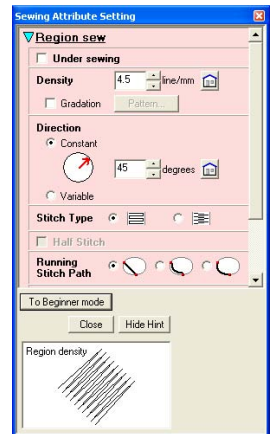 Sewing Attribute Setting
Region sew
Under sewing
Density 4.5 line/mm
Gradation Pattern...
Direction
Constant
45 degrees
Variable
Stitch Type
Half Stitch
Running
Stitch Path
To Beginner mode
Close Hide Hint
Region density